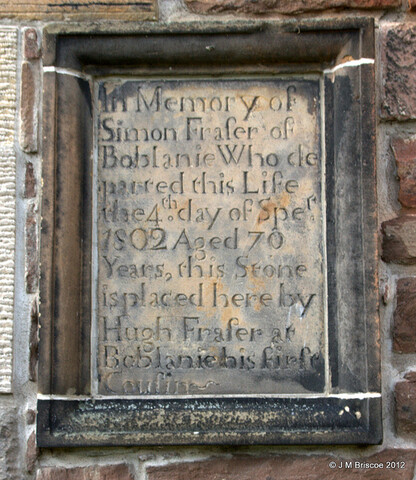 In Memory of
Simon Fraser of
Boblanie Who de
parted this Life
the 4th. day of Sper.
1802 Aged 70
Years, this Stone
is placed here by
Hugh Fraser at
Boblanie his first
Cousin
© J M Briscoe 2012